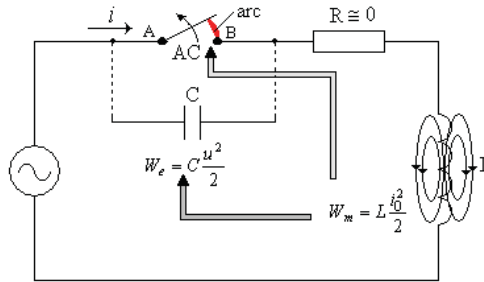 i
arc
R ≅ 0
A
B
AC
C
W_e = C u²/2
W_m = L i_0²/2